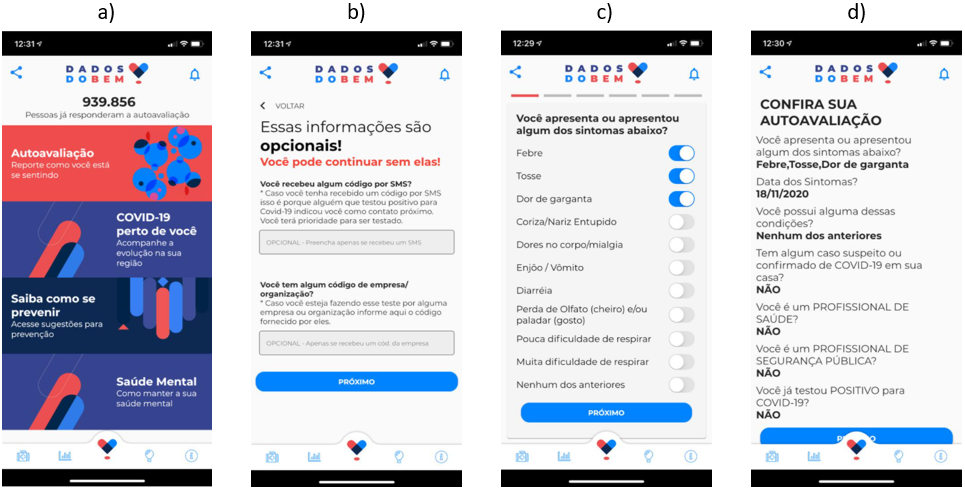 a)
12:31
DADOS
DO BEM
939.856
Pessoas já responderam a autoavaliação
Autoavaliação
Reporte como você está
se sentindo
COVID-19
perto de você
Acompanhe a
evolução na sua
região
Saiba como se
prevenir
Acesse sugestões para
prevenção
Saúde Mental
Como manter a sua
saúde mental
b)
12:31
DADOS
DO BEM
VOLTAR
Essas informações são
opcionais!
Você pode continuar sem elas!
Você recebeu algum código por SMS?
* Caso você tenha recebido um código por SMS
isso é porque alguém que testou positivo para
Covid-19 indicou você como contato próximo.
Você terá prioridade para ser testado.
OPCIONAL - Preencha apenas se recebeu um SMS
Você tem algum código de empresa/
organização?
* Caso você esteja fazendo esse teste por alguma
empresa ou organização informe aqui o código
fornecido por eles.
OPCIONAL - Apenas se recebeu um cód. da empresa
PRÓXIMO
c)
12:29
DADOS
DO BEM
Você apresenta ou apresentou
algum dos sintomas abaixo?
Febre
Tosse
Dor de garganta
Coriza/Nariz Entupido
Dores no corpo/mialgia
Enjôo / Vômito
Diarréia
Perda de Olfato (cheiro) e/ou
paladar (gosto)
Pouca dificuldade de respirar
Muita dificuldade de respirar
Nenhum dos anteriores
PRÓXIMO
d)
12:30
DADOS
DO BEM
CONFIRA SUA
AUTOAVALIAÇÃO
Você apresenta ou apresentou
algum dos sintomas abaixo?
Febre,Tosse,Dor de garganta
Data dos Sintomas?
18/11/2020
Você possui alguma dessas
condições?
Nenhum dos anteriores
Tem algum caso suspeito ou
confirmado de COVID-19 em sua
casa?
NÃO
Você é um PROFISSIONAL DE
SAÚDE?
NÃO
Você é um PROFISSIONAL DE
SEGURANÇA PÚBLICA?
NÃO
Você já testou POSITIVO para
COVID-19?
NÃO